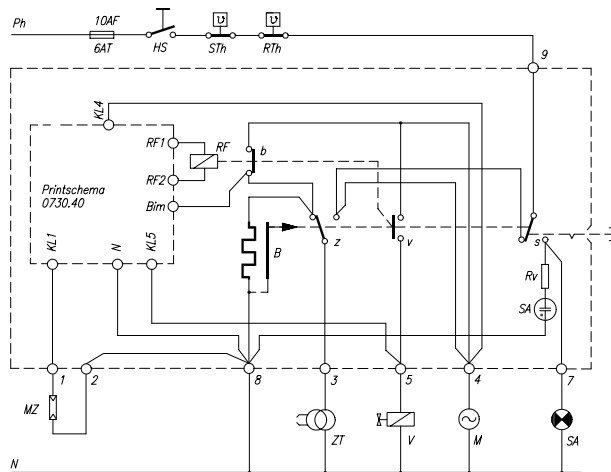 Ph
10AF
6AT
HS
STh
RTh
9
KL4
RF1
RF
b
Printschema
0730.40
RF2
Bim
KL1
N
KL5
B
z
v
s
Rv
SA
1
2
8
3
5
4
7
MZ
ZT
V
M
SA
N